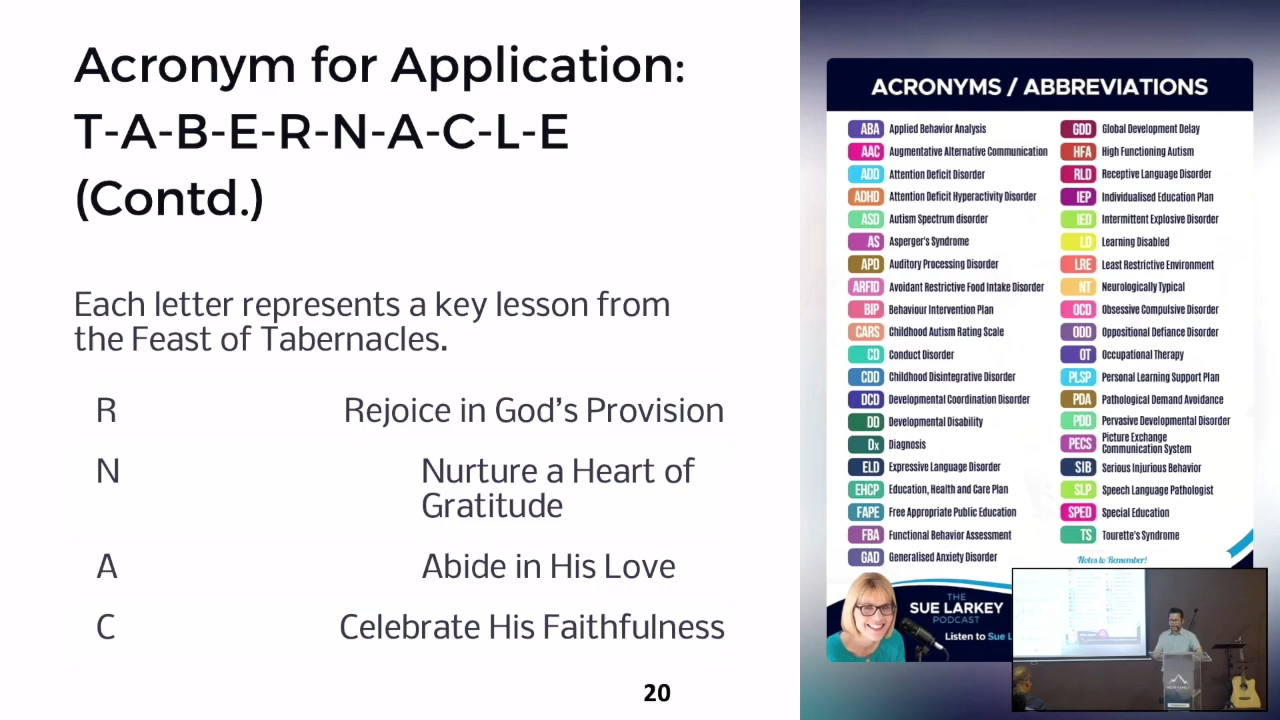 Acronym for Application:
T-A-B-E-R-N-A-C-L-E
(Contd.)
Each letter represents a key lesson from
the Feast of Tabernacles.
R Rejoice in God’s Provision
N Nurture a Heart of
Gratitude
A Abide in His Love
C Celebrate His Faithfulness
20
ACRONYMS / ABBREVIATIONS
ABA Applied Behavior Analysis
AAC Augmentative Alternative Communication
ADD Attention Deficit Disorder
ADHD Attention Deficit Hyperactivity Disorder
ASD Autism Spectrum disorder
AS Asperger's Syndrome
APD Auditory Processing Disorder
ARFID Avoidant Restrictive Food Intake Disorder
BIP Behaviour Intervention Plan
CARS Childhood Autism Rating Scale
CD Conduct Disorder
CDD Childhood Disintegrative Disorder
DCD Developmental Coordination Disorder
DD Developmental Disability
Dx Diagnosis
ELD Expressive Language Disorder
EHCP Education, Health and Care Plan
FAPE Free Appropriate Public Education
FBA Functional Behavior Assessment
GAD Generalised Anxiety Disorder
GDD Global Development Delay
HFA High Functioning Autism
RLD Receptive Language Disorder
IEP Individualised Education Plan
IED Intermittent Explosive Disorder
LD Learning Disabled
LRE Least Restrictive Environment
NT Neurologically Typical
OCD Obsessive Compulsive Disorder
ODD Oppositional Defiance Disorder
OT Occupational Therapy
PLSP Personal Learning Support Plan
PDA Pathological Demand Avoidance
PDD Pervasive Developmental Disorder
PECS Picture Exchange
Communication System
SIB Serious Injurious Behavior
SLP Speech Language Pathologist
SPED Special Education
TS Tourette's Syndrome
Notes to Remember!
THE
SUE LARKEY
PODCAST
Listen to Sue L